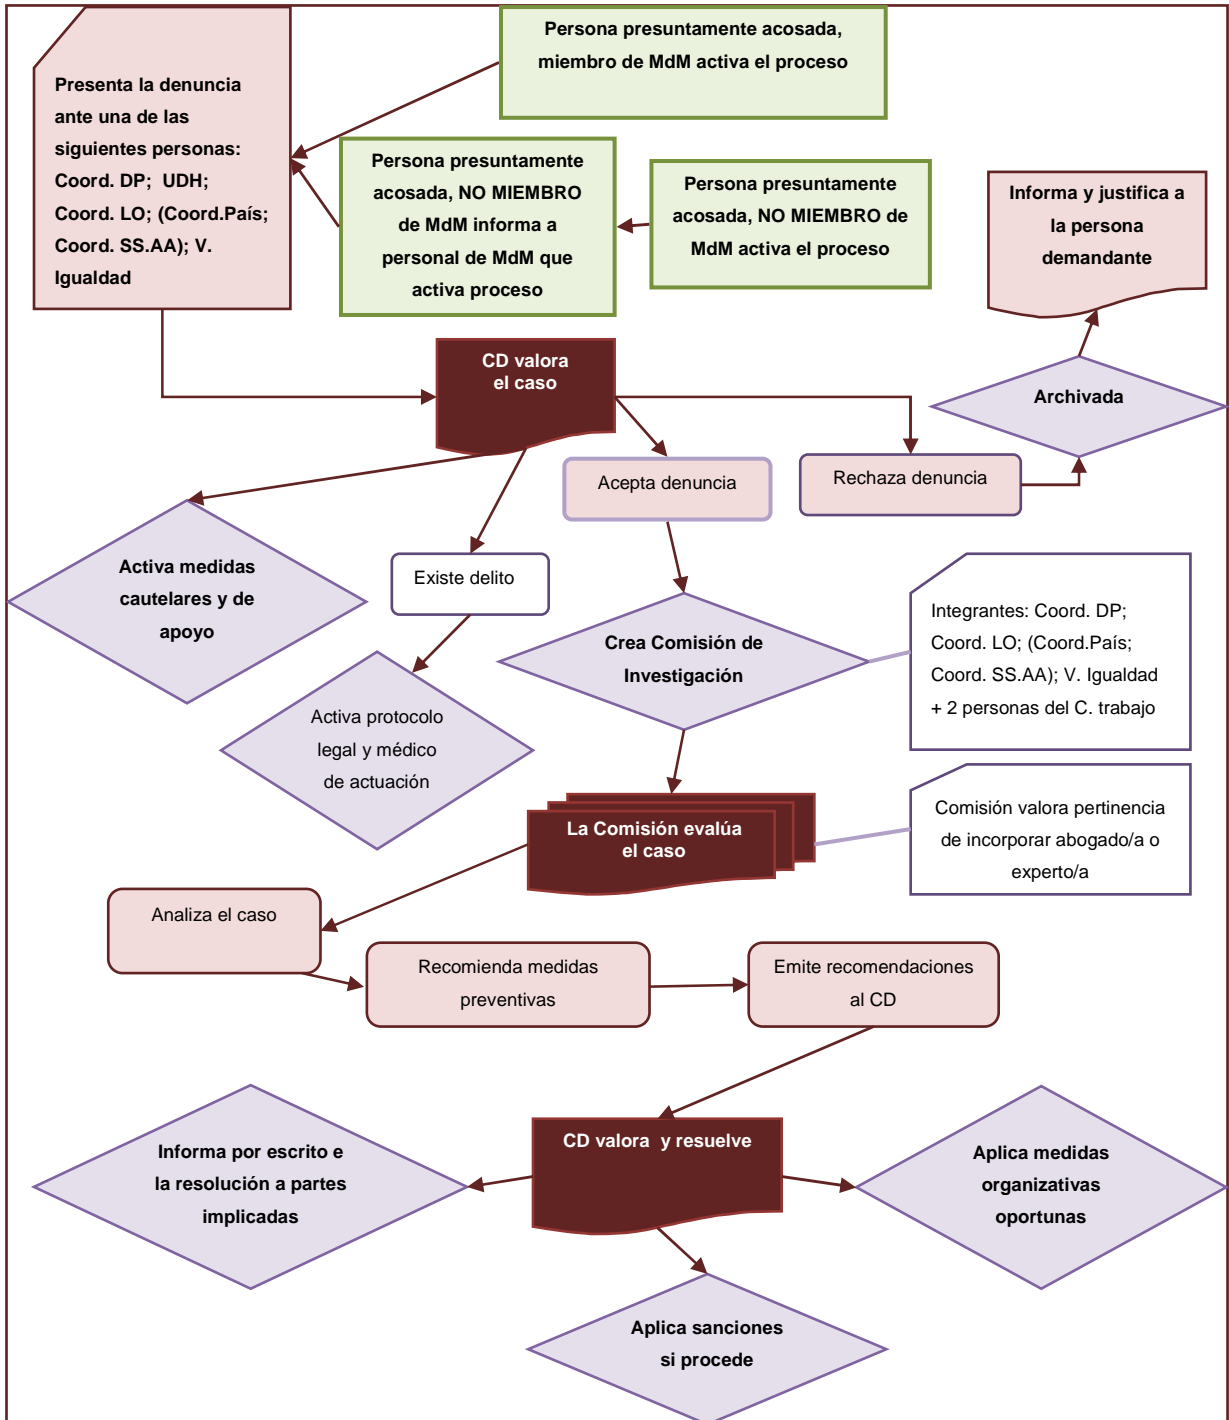 Persona presuntamente acosada,
miembro de MdM activa el proceso
Presenta la denuncia
ante una de las
siguientes personas:
Coord. DP; UDH;
Coord. LO; (Coord.País;
Coord. SS.AA); V.
Igualdad
Persona presuntamente
acosada, NO MIEMBRO
de MdM informa a
personal de MdM que
activa proceso
Persona presuntamente
acosada, NO MIEMBRO de
MdM activa el proceso
Informa y justifica a
la persona
demandante
CD valora
el caso
Archivada
Acepta denuncia
Rechaza denuncia
Activa medidas
cautelares y de
apoyo
Existe delito
Crea Comisión de
Investigación
Integrantes: Coord. DP;
Coord. LO; (Coord.País;
Coord. SS.AA); V. Igualdad
+ 2 personas del C. trabajo
Activa protocolo
legal y médico
de actuación
La Comisión evalúa
el caso
Comisión valora pertinencia
de incorporar abogado/a o
experto/a
Analiza el caso
Recomienda medidas
preventivas
Emite recomendaciones
al CD
CD valora y resuelve
Informa por escrito e
la resolución a partes
implicadas
Aplica medidas
organizativas
oportunas
Aplica sanciones
si procede